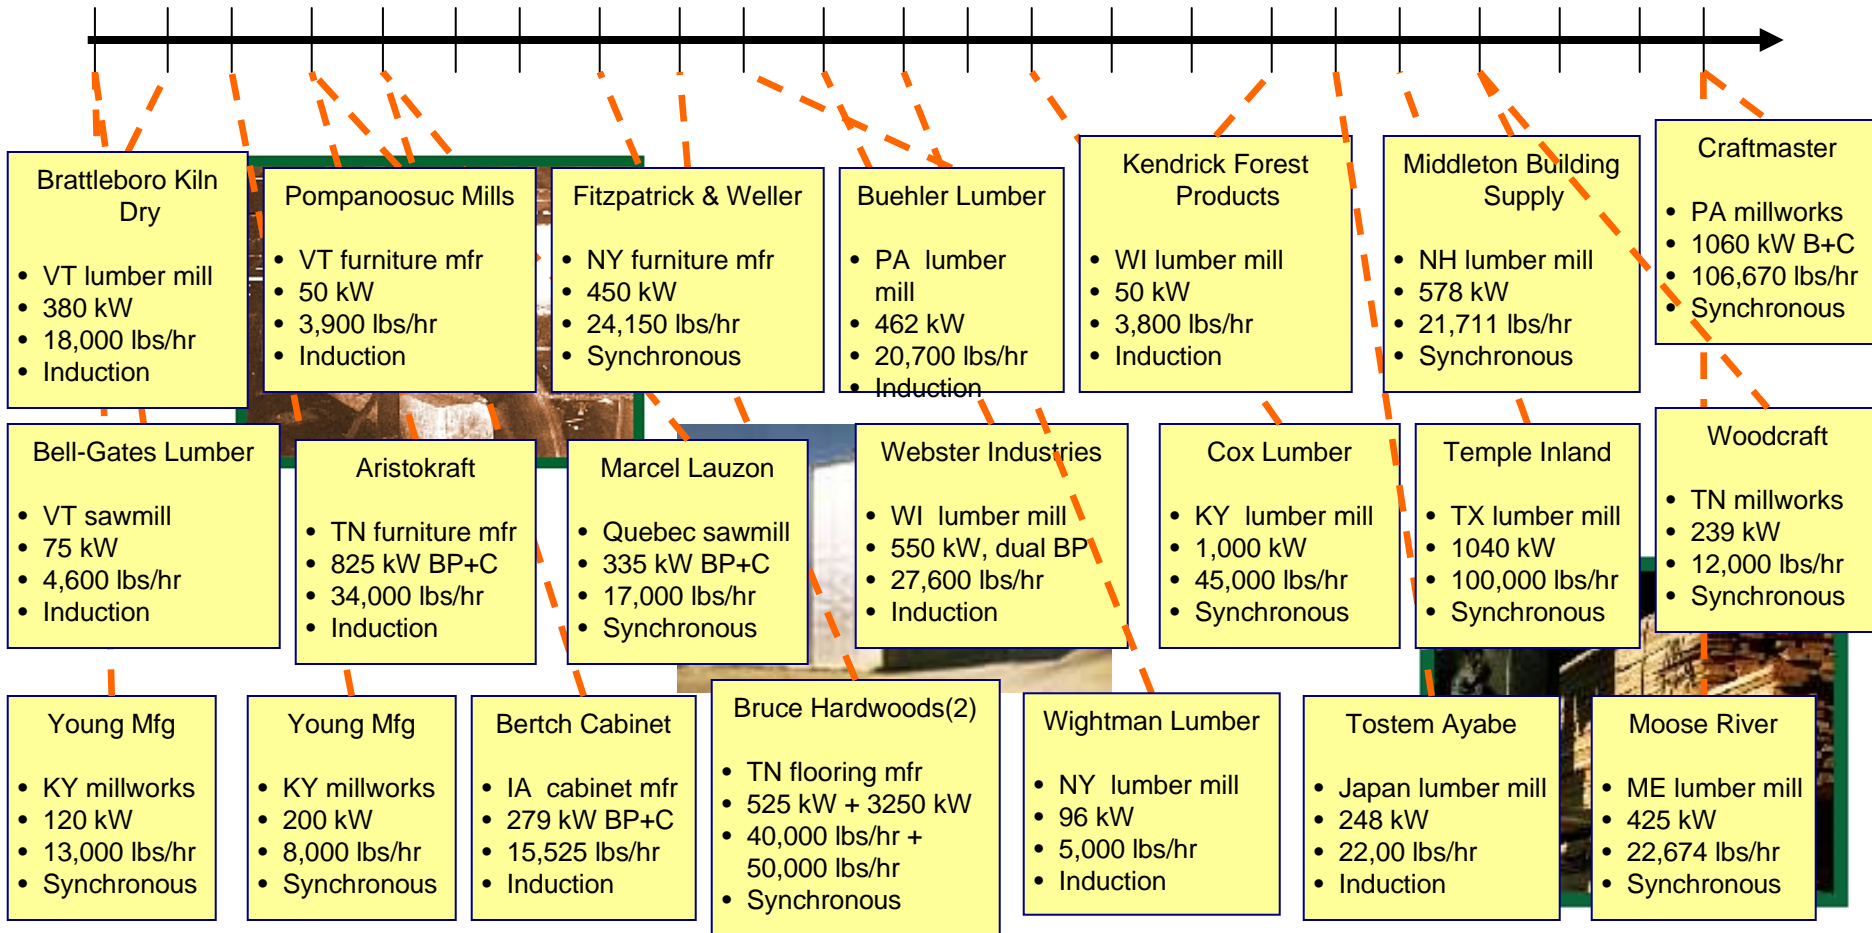 Brattleboro Kiln
Dry
• VT lumber mill
• 380 kW
• 18,000 lbs/hr
• Induction
Pompanoosuc Mills
• VT furniture mfr
• 50 kW
• 3,900 lbs/hr
• Induction
Fitzpatrick & Weller
• NY furniture mfr
• 450 kW
• 24,150 lbs/hr
• Synchronous
Buehler Lumber
• PA lumber
mill
• 462 kW
• 20,700 lbs/hr
• Induction
Kendrick Forest
Products
• WI lumber mill
• 50 kW
• 3,800 lbs/hr
• Induction
Middleton Building
Supply
• NH lumber mill
• 578 kW
• 21,711 lbs/hr
• Synchronous
Craftmaster
• PA millworks
• 1060 kW B+C
• 106,670 lbs/hr
• Synchronous
Bell-Gates Lumber
• VT sawmill
• 75 kW
• 4,600 lbs/hr
• Induction
Aristokraft
• TN furniture mfr
• 825 kW BP+C
• 34,000 lbs/hr
• Induction
Marcel Lauzon
• Quebec sawmill
• 335 kW BP+C
• 17,000 lbs/hr
• Synchronous
Webster Industries
• WI lumber mill
• 550 kW, dual BP
• 27,600 lbs/hr
• Induction
Cox Lumber
• KY lumber mill
• 1,000 kW
• 45,000 lbs/hr
• Synchronous
Temple Inland
• TX lumber mill
• 1040 kW
• 100,000 lbs/hr
• Synchronous
Woodcraft
• TN millworks
• 239 kW
• 12,000 lbs/hr
• Synchronous
Young Mfg
• KY millworks
• 120 kW
• 13,000 lbs/hr
• Synchronous
Young Mfg
• KY millworks
• 200 kW
• 8,000 lbs/hr
• Synchronous
Bertch Cabinet
• IA cabinet mfr
• 279 kW BP+C
• 15,525 lbs/hr
• Induction
Bruce Hardwoods(2)
• TN flooring mfr
• 525 kW + 3250 kW
• 40,000 lbs/hr +
50,000 lbs/hr
• Synchronous
Wightman Lumber
• NY lumber mill
• 96 kW
• 5,000 lbs/hr
• Induction
Tostem Ayabe
• Japan lumber mill
• 248 kW
• 22,00 lbs/hr
• Induction
Moose River
• ME lumber mill
• 425 kW
• 22,674 lbs/hr
• Synchronous